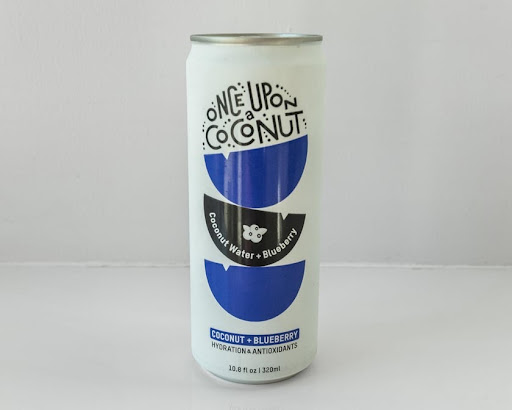 ONCE UPON
a
COCONUT
Coconut Water + Blueberry
COCONUT + BLUEBERRY
HYDRATION & ANTIOXIDANTS
10.8 fl oz | 320ml